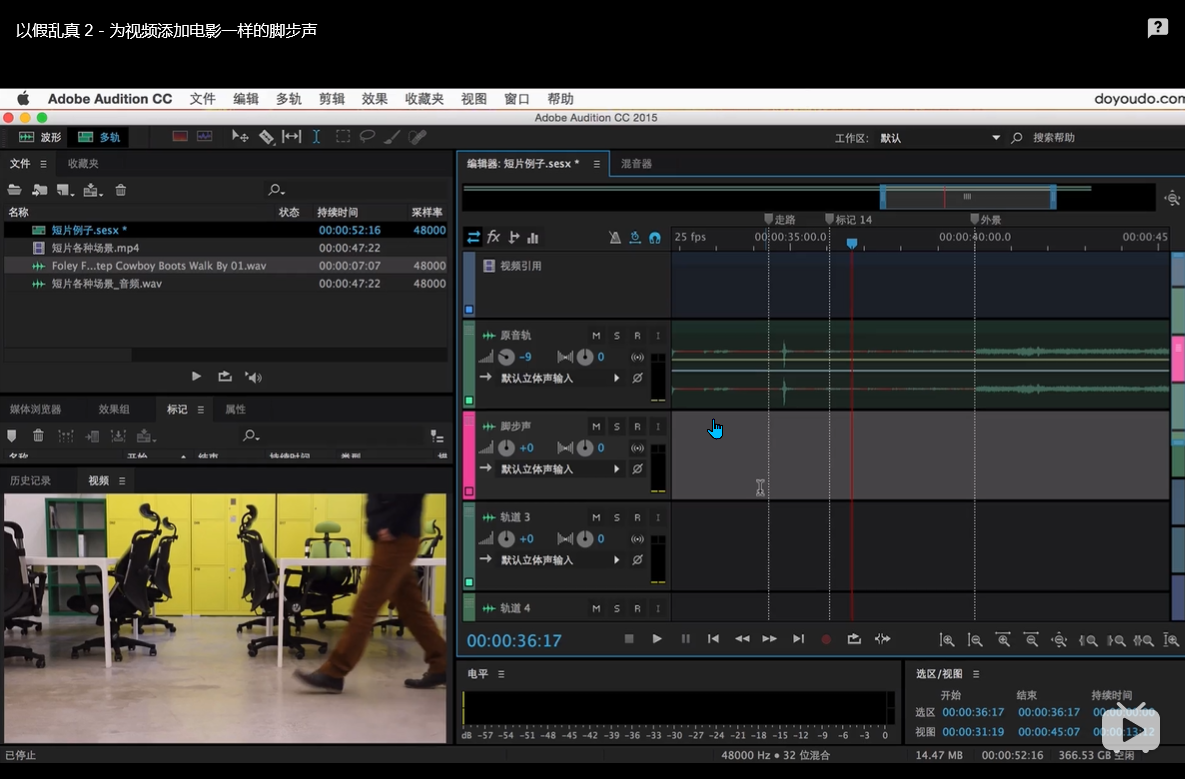 以假乱真 2 - 为视频添加电影一样的脚步声
Adobe Audition CC 文件 编辑 多轨 剪辑 效果 收藏夹 视图 窗口 帮助 doyoudo.com
Adobe Audition CC 2015
波形 多轨 工作区: 默认 搜索帮助
文件 收藏夹
名称 状态 持续时间 采样率
短片例子.sesx * 00:00:52:16 48000
短片各种场景.mp4 00:00:47:22
Foley F...tep Cowboy Boots Walk By 01.wav 00:00:07:07 48000
短片各种场景_音频.wav 00:00:47:22 48000
媒体浏览器 效果组 标记 属性
名称 开始 结束 持续时间 类型
历史记录 视频
编辑器: 短片例子.sesx * 混音器
走路 标记 14 外景
25 fps 00:00:35:00.0 00:00:40:00.0 00:00:45
视频引用
原音轨 M S R I
-9 0
默认立体声输入
脚步声 M S R I
+0 0
默认立体声输入
轨道 3 M S R I
+0 0
默认立体声输入
轨道 4 M S R I
00:00:36:17
电平
dB -57 -54 -51 -48 -45 -42 -39 -36 -33 -30 -27 -24 -21 -18 -15 -12 -9 -6 -3 0
选区/视图
开始 结束 持续时间
选区 00:00:36:17 00:00:36:17 00:00:00:00
视图 00:00:31:19 00:00:45:07
已停止 48000 Hz ● 32 位混合 14.47 MB 00:00:52:16 366.53 GB 空闲